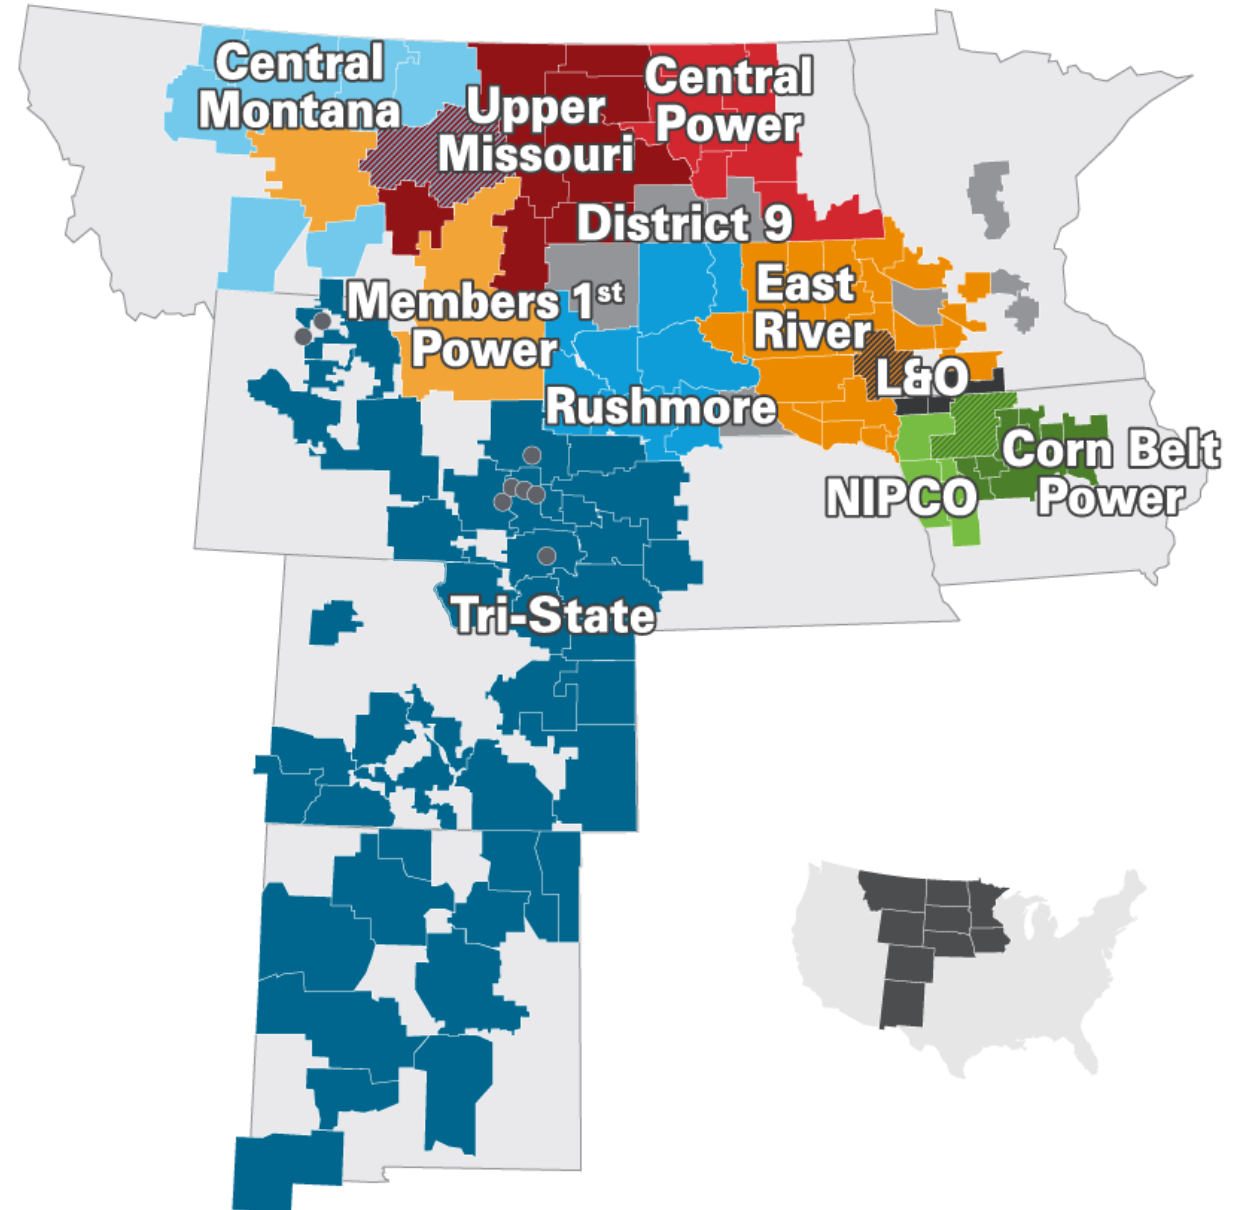 Central
Montana
Upper
Missouri
Central
Power
District 9
Members 1st
Power
East
River
L&O
Rushmore
Corn Belt
Power
NIPCO
Tri-State